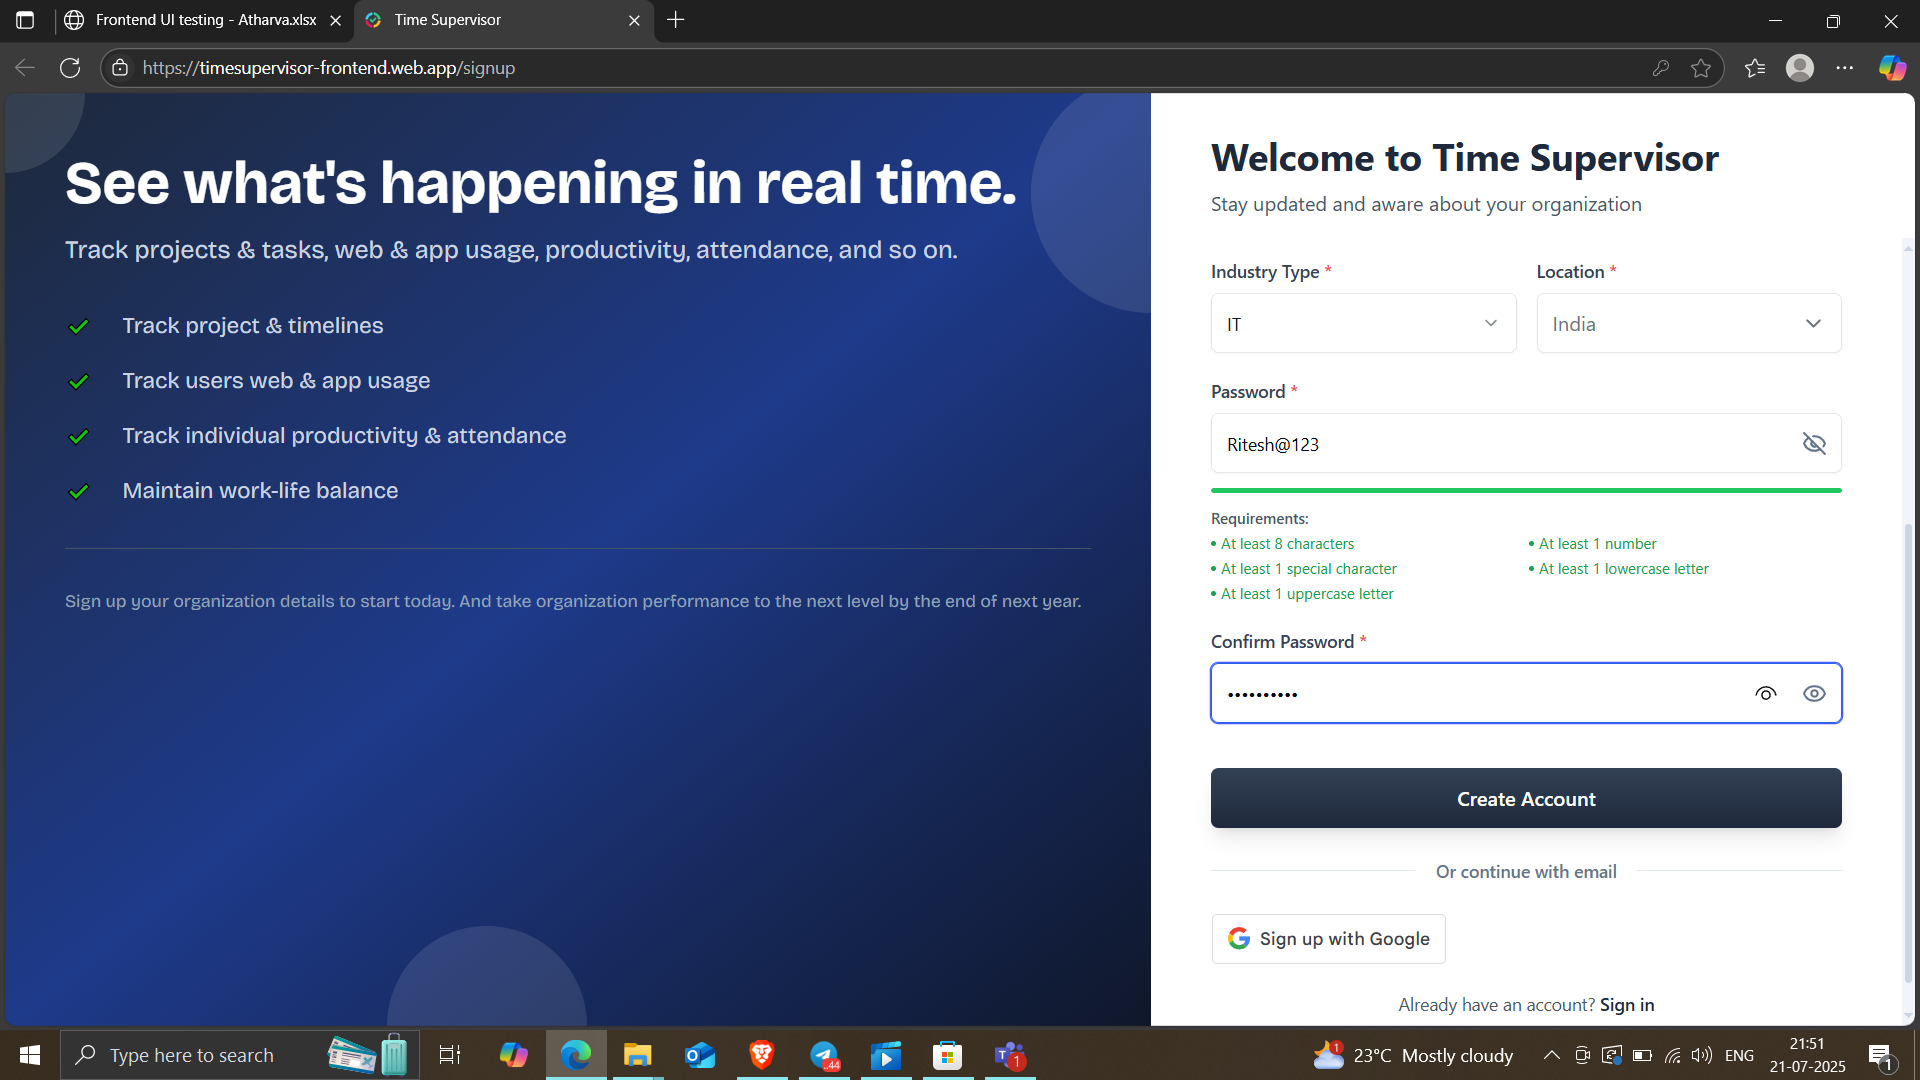 Frontend UI testing - Atharva.xlsx
Time Supervisor
https://timesupervisor-frontend.web.app/signup
See what's happening in real time.
Track projects & tasks, web & app usage, productivity, attendance, and so on.
Track project & timelines
Track users web & app usage
Track individual productivity & attendance
Maintain work-life balance
Sign up your organization details to start today. And take organization performance to the next level by the end of next year.
Welcome to Time Supervisor
Stay updated and aware about your organization
Industry Type *
Location *
IT
India
Password *
Ritesh@123
Requirements:
• At least 8 characters
• At least 1 number
• At least 1 special character
• At least 1 lowercase letter
• At least 1 uppercase letter
Confirm Password *
••••••••••
Create Account
Or continue with email
Sign up with Google
Already have an account? Sign in
Type here to search
..44
1
1
23°C Mostly cloudy
ENG
21:51
21-07-2025
1